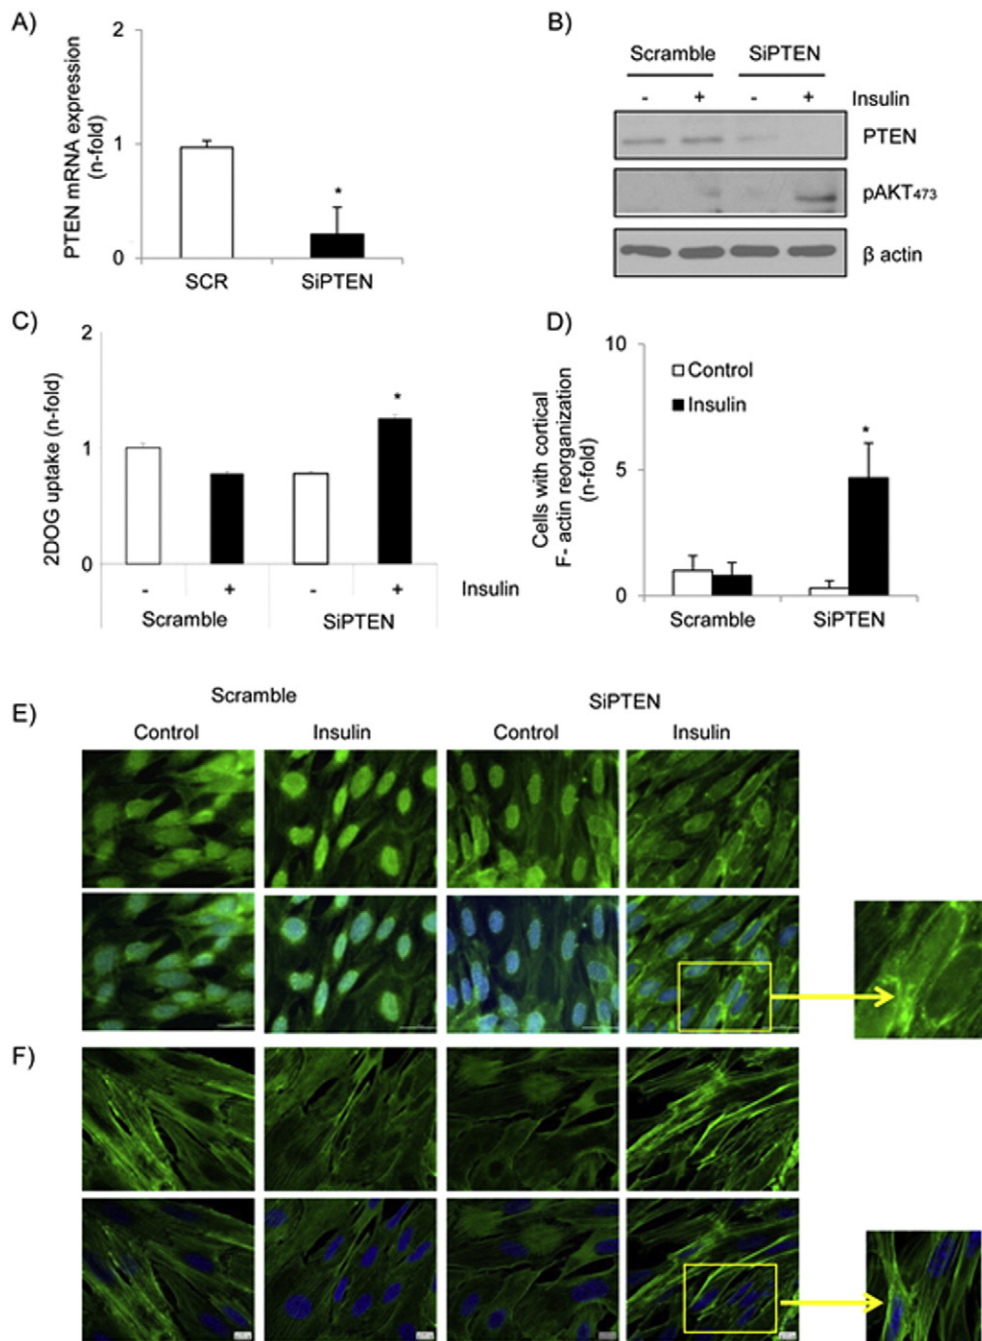 A)
PTEN mRNA expression
(n-fold)
2
1
0
SCR
SiPTEN
*
B)
Scramble
SiPTEN
-
+
-
+
Insulin
PTEN
pAKT473
β actin
C)
2DOG uptake (n-fold)
2
1
0
*
-
+
-
+
Insulin
Scramble
SiPTEN
D)
Cells with cortical
F- actin reorganization
(n-fold)
10
5
0
Control
Insulin
*
Scramble
SiPTEN
Scramble
SiPTEN
E)
Control
Insulin
Control
Insulin
F)